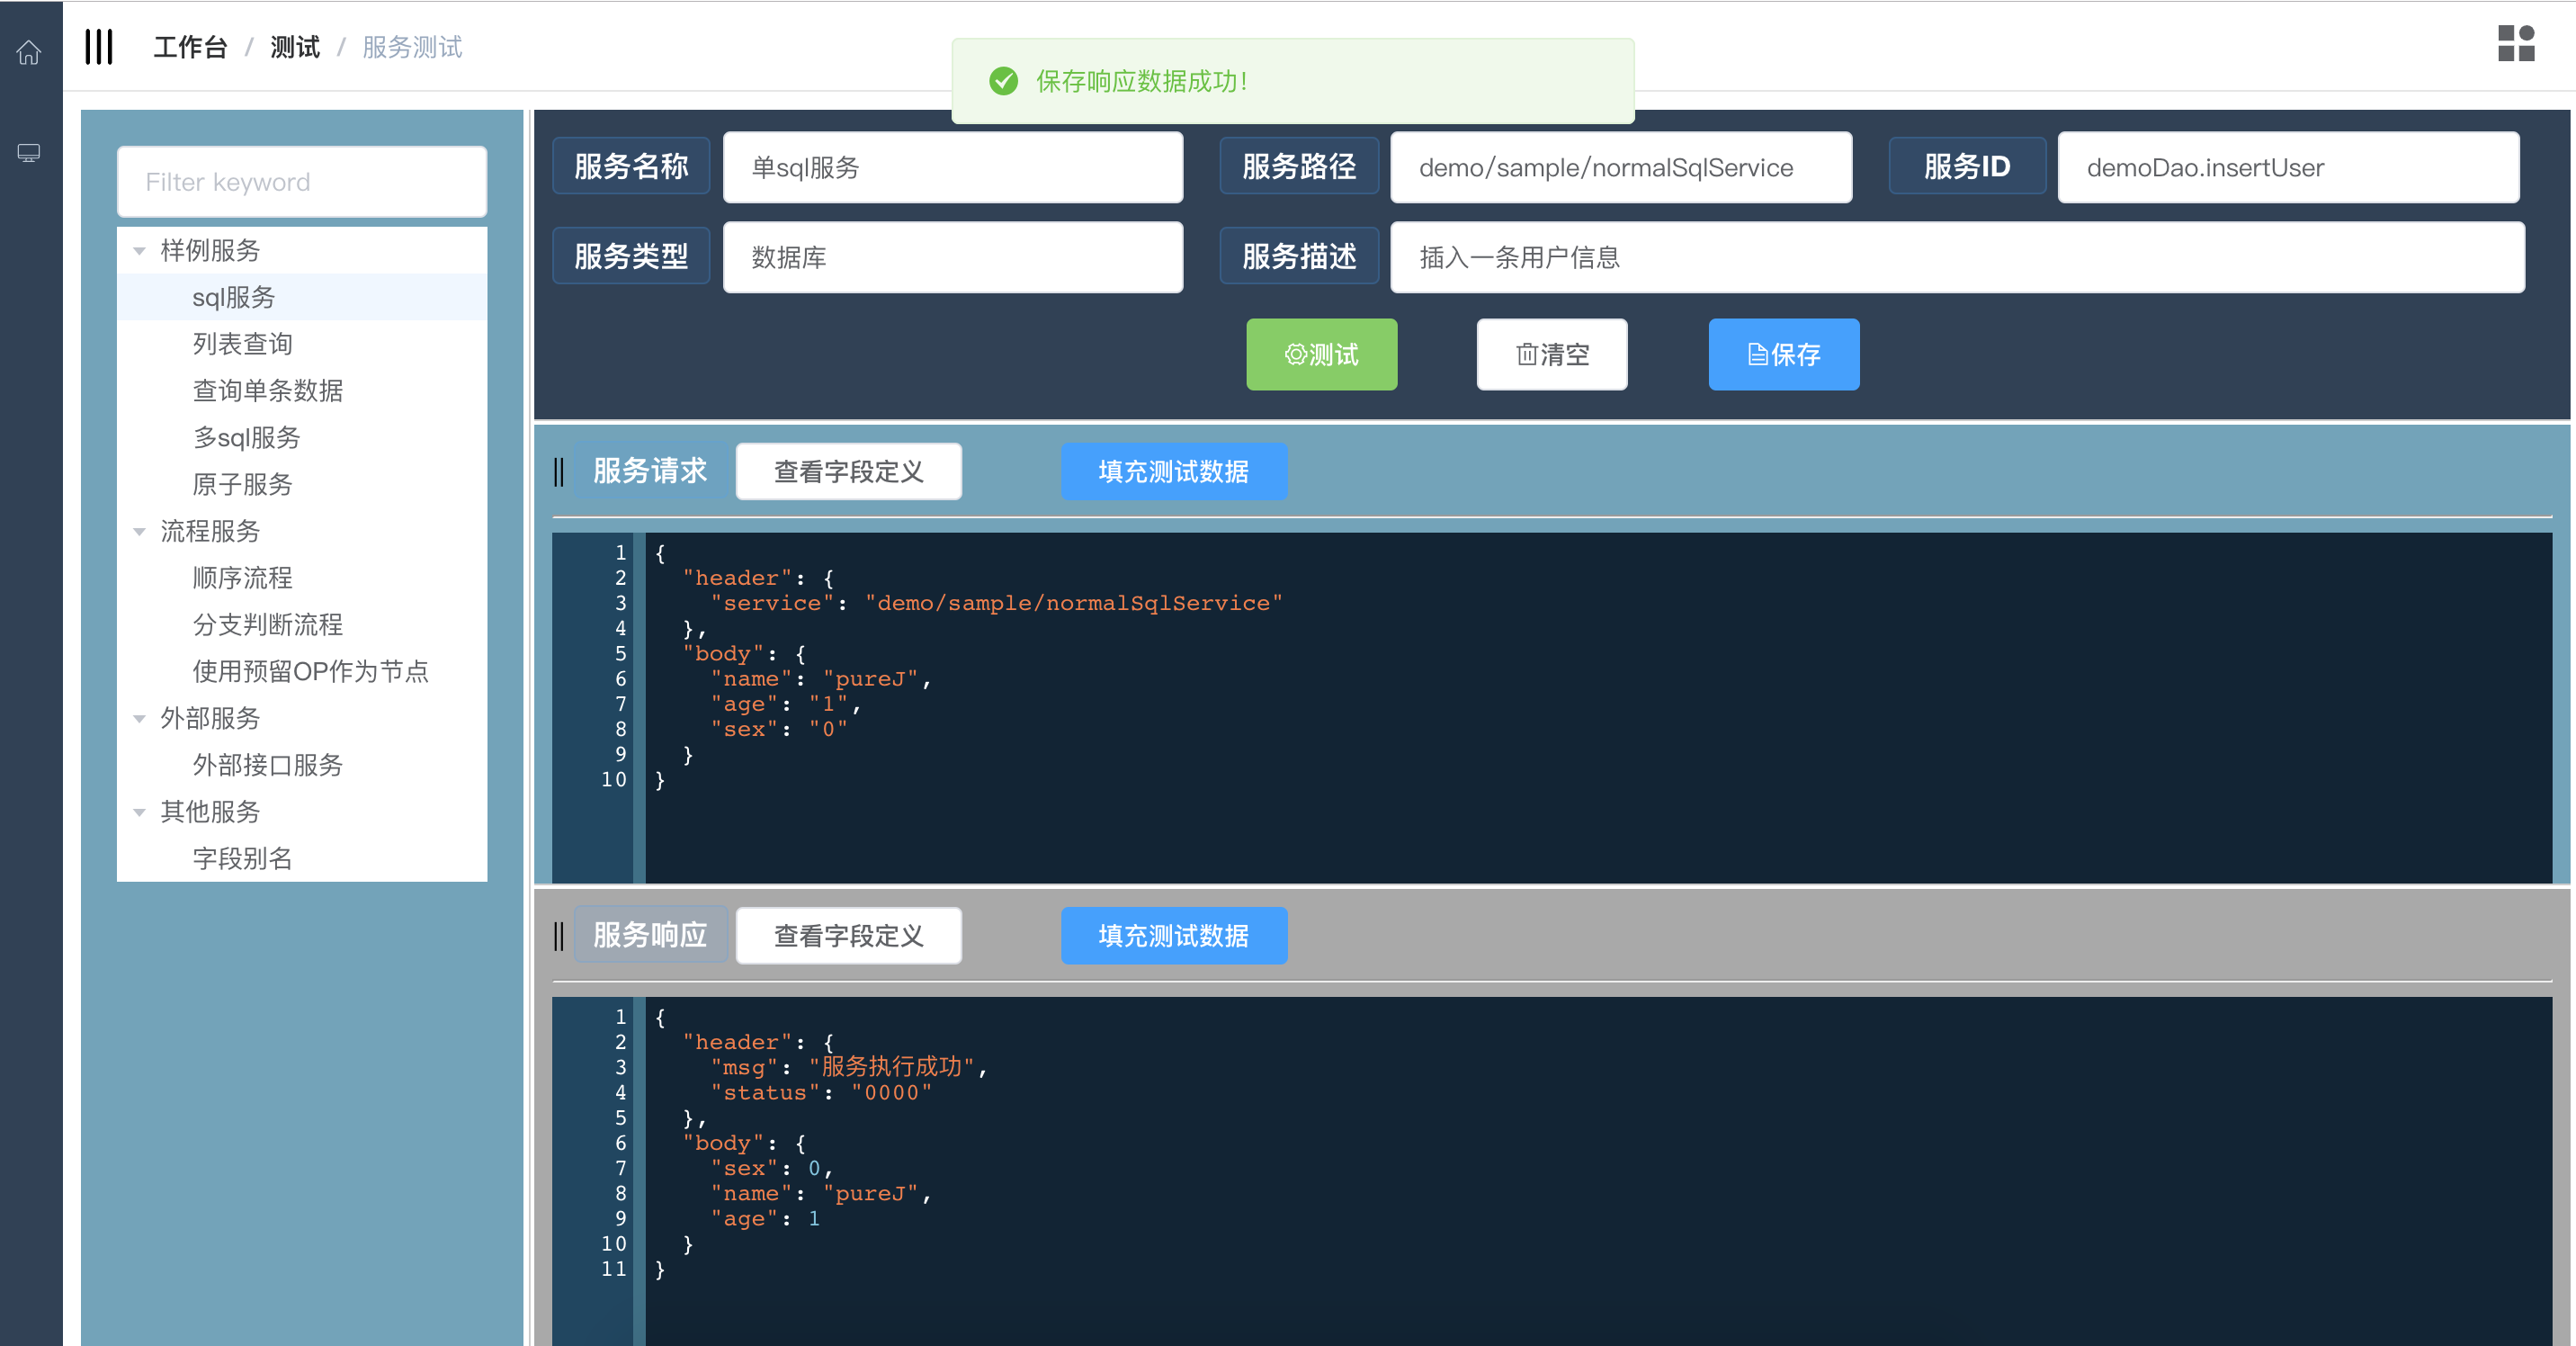 工作台 / 测试 / 服务测试
保存响应数据成功!
Filter keyword
样例服务
sql服务
列表查询
查询单条数据
多sql服务
原子服务
流程服务
顺序流程
分支判断流程
使用预留OP作为节点
外部服务
外部接口服务
其他服务
字段别名
服务名称 单sql服务 服务路径 demo/sample/normalSqlService 服务ID demoDao.insertUser
服务类型 数据库 服务描述 插入一条用户信息
测试 清空 保存
服务请求 查看字段定义 填充测试数据
1 {
2 "header": {
3 "service": "demo/sample/normalSqlService"
4 },
5 "body": {
6 "name": "pureJ",
7 "age": "1",
8 "sex": "0"
9 }
10 }
服务响应 查看字段定义 填充测试数据
1 {
2 "header": {
3 "msg": "服务执行成功",
4 "status": "0000"
5 },
6 "body": {
7 "sex": 0,
8 "name": "pureJ",
9 "age": 1
10 }
11 }